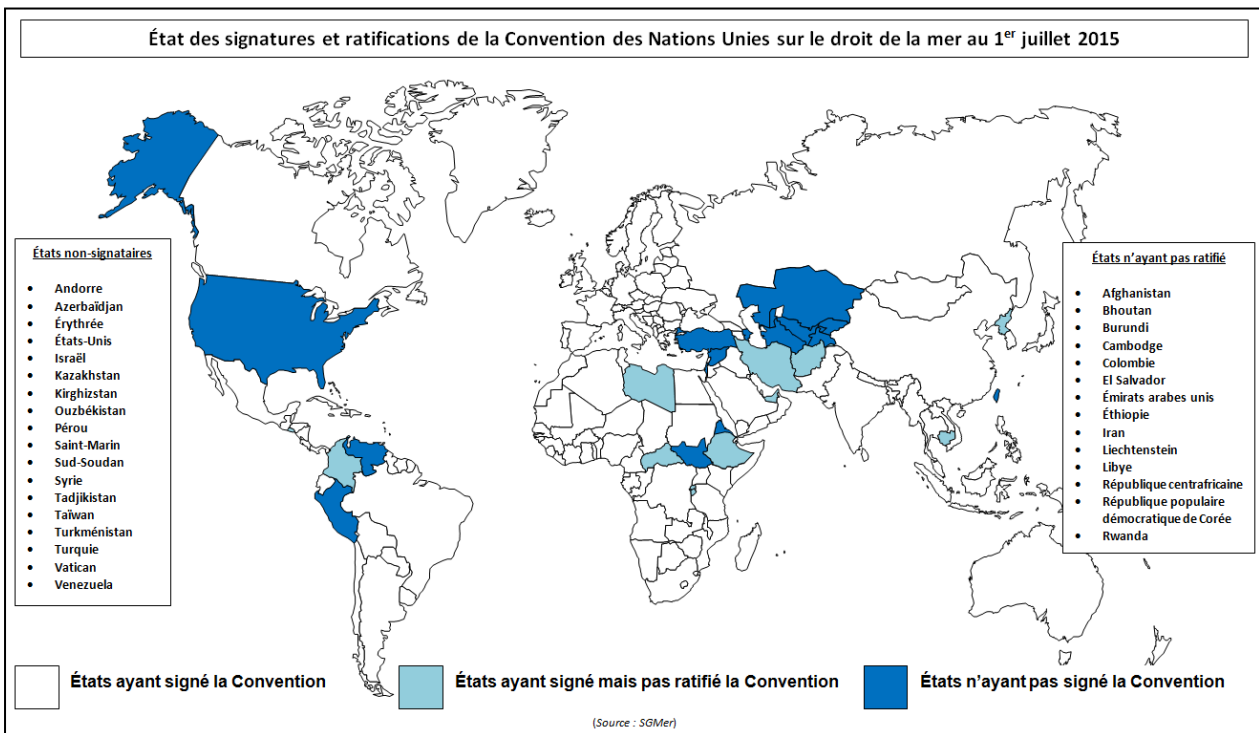 État des signatures et ratifications de la Convention des Nations Unies sur le droit de la mer au 1er juillet 2015
États non-signataires
• Andorre
• Azerbaïdjan
• Érythrée
• États-Unis
• Israël
• Kazakhstan
• Kirghizstan
• Ouzbékistan
• Pérou
• Saint-Marin
• Sud-Soudan
• Syrie
• Tadjikistan
• Taïwan
• Turkménistan
• Turquie
• Vatican
• Venezuela
États n’ayant pas ratifié
• Afghanistan
• Bhoutan
• Burundi
• Cambodge
• Colombie
• El Salvador
• Émirats arabes unis
• Éthiopie
• Iran
• Liechtenstein
• Libye
• République centrafricaine
• République populaire
démocratique de Corée
• Rwanda
États ayant signé la Convention
États ayant signé mais pas ratifié la Convention
États n’ayant pas signé la Convention
(Source : SGMer)